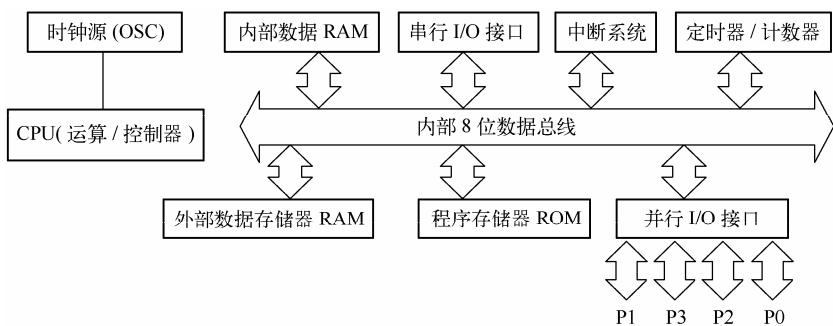 时钟源 (OSC)
内部数据 RAM
串行 I/O 接口
中断系统
定时器 / 计数器
CPU( 运算 / 控制器 )
内部 8 位数据总线
外部数据存储器 RAM
程序存储器 ROM
并行 I/O 接口
P1
P3
P2
P0